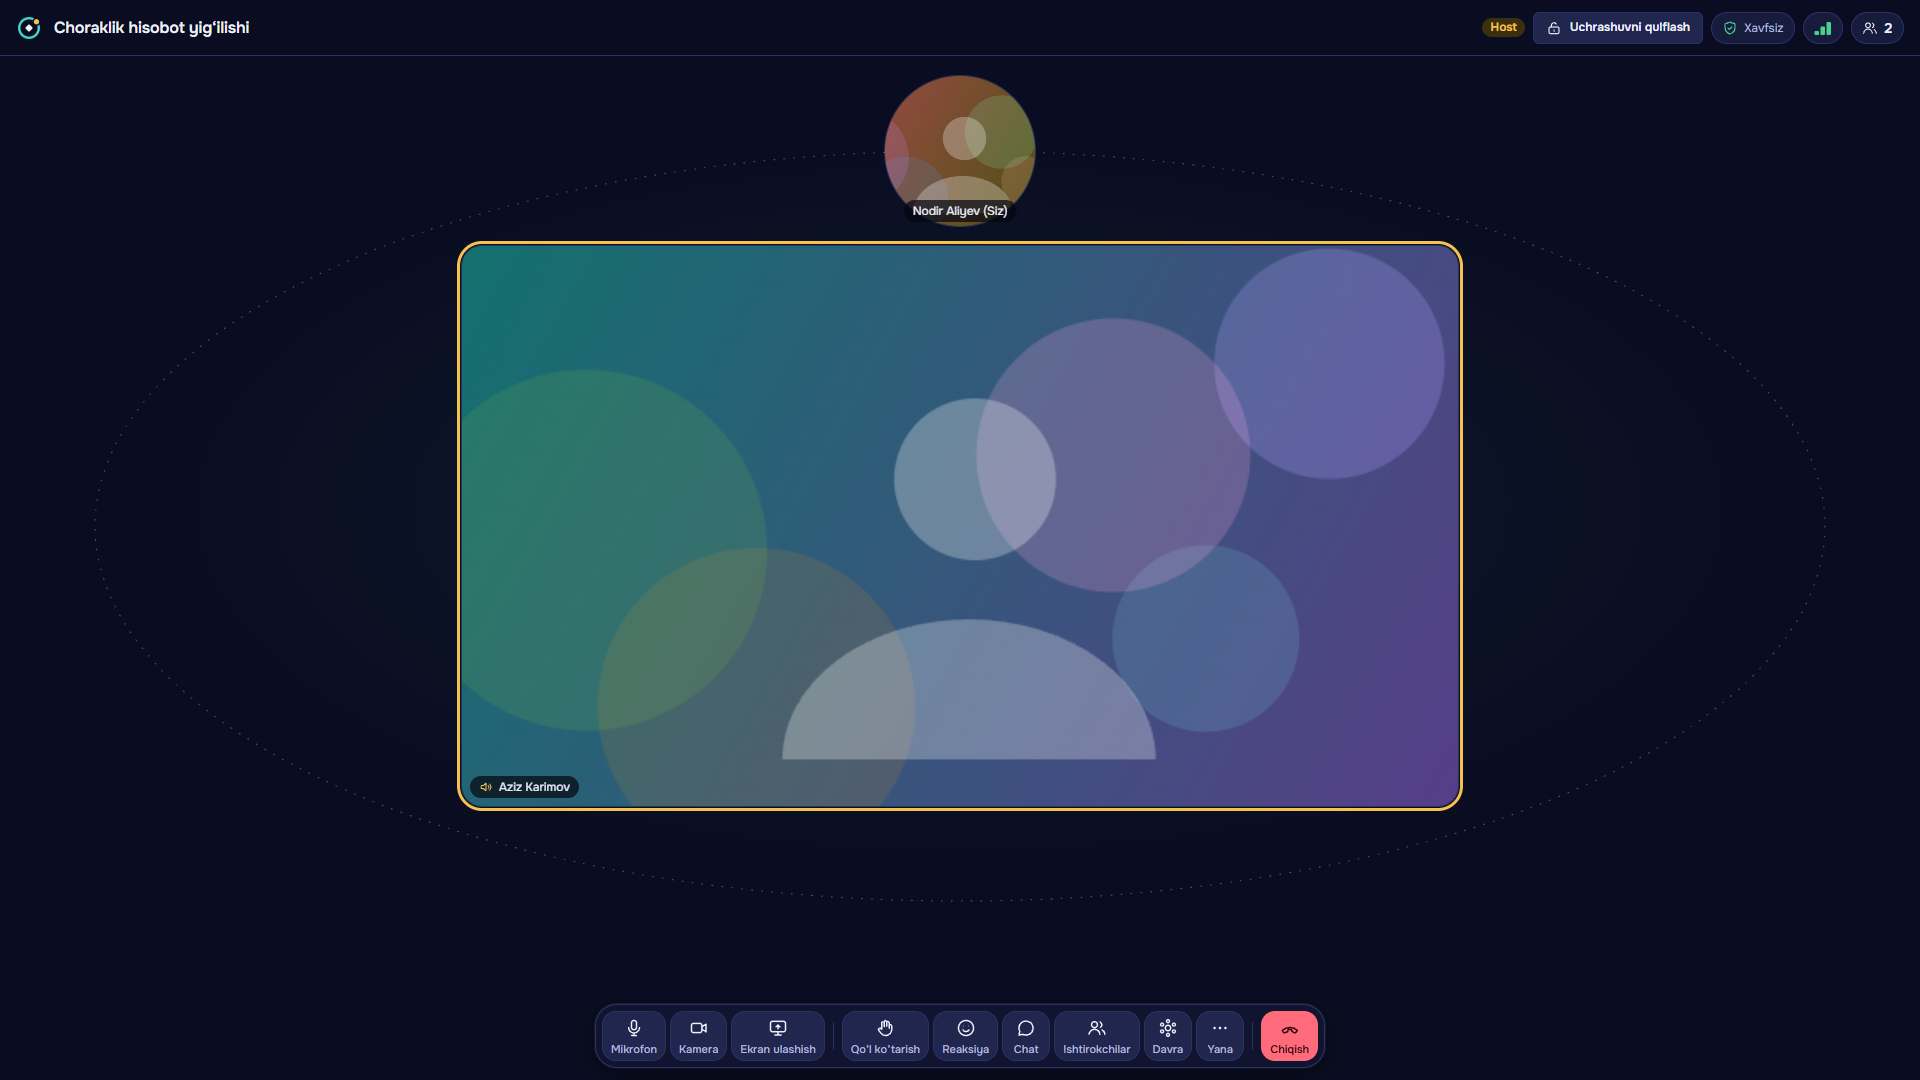 Choraklik hisobot yig‘ilishi
Host
Uchrashuvni qulflash
Xavfsiz
2
Nodir Aliyev (Siz)
Aziz Karimov
Mikrofon
Kamera
Ekran ulashish
Qo‘l ko‘tarish
Reaksiya
Chat
Ishtirokchilar
Davra
Yana
Chiqish